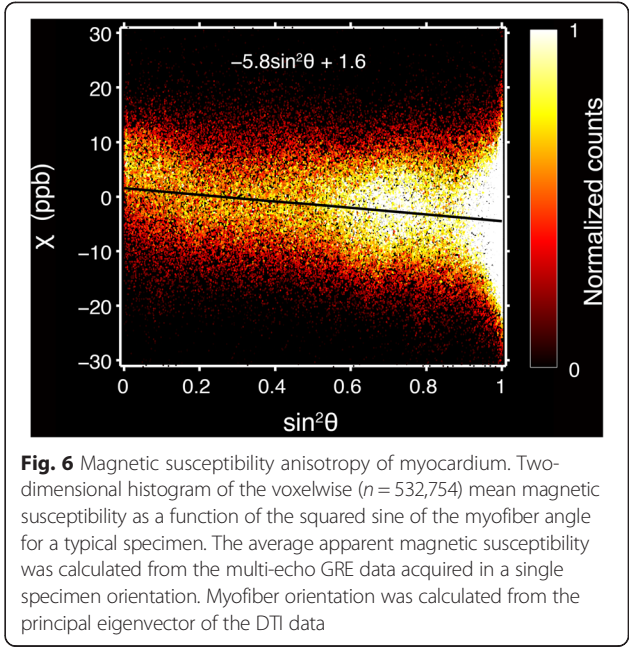 30
−5.8sin²θ + 1.6
20
10
0
−10
−20
−30
χ (ppb)
0 0.2 0.4 0.6 0.8 1
sin²θ
1
Normalized counts
0
Fig. 6 Magnetic susceptibility anisotropy of myocardium. Two-
dimensional histogram of the voxelwise (n = 532,754) mean magnetic
susceptibility as a function of the squared sine of the myofiber angle
for a typical specimen. The average apparent magnetic susceptibility
was calculated from the multi-echo GRE data acquired in a single
specimen orientation. Myofiber orientation was calculated from the
principal eigenvector of the DTI data